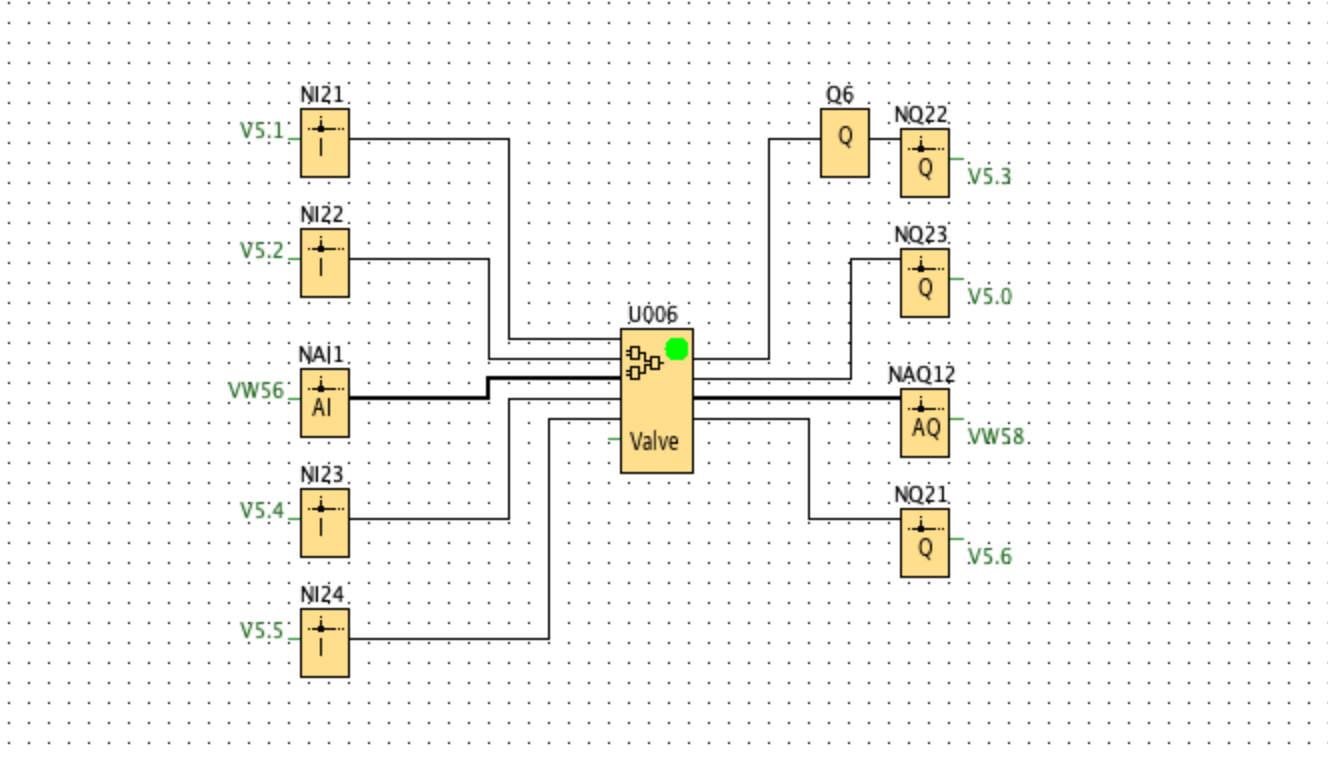 NI21
V5.1
I
NI22
V5.2
I
NAI1
VW56
AI
NI23
V5.4
I
NI24
V5.5
I
U006
Valve
Q6
Q
NQ22
Q
V5.3
NQ23
Q
V5.0
NAQ12
AQ
VW58
NQ21
Q
V5.6